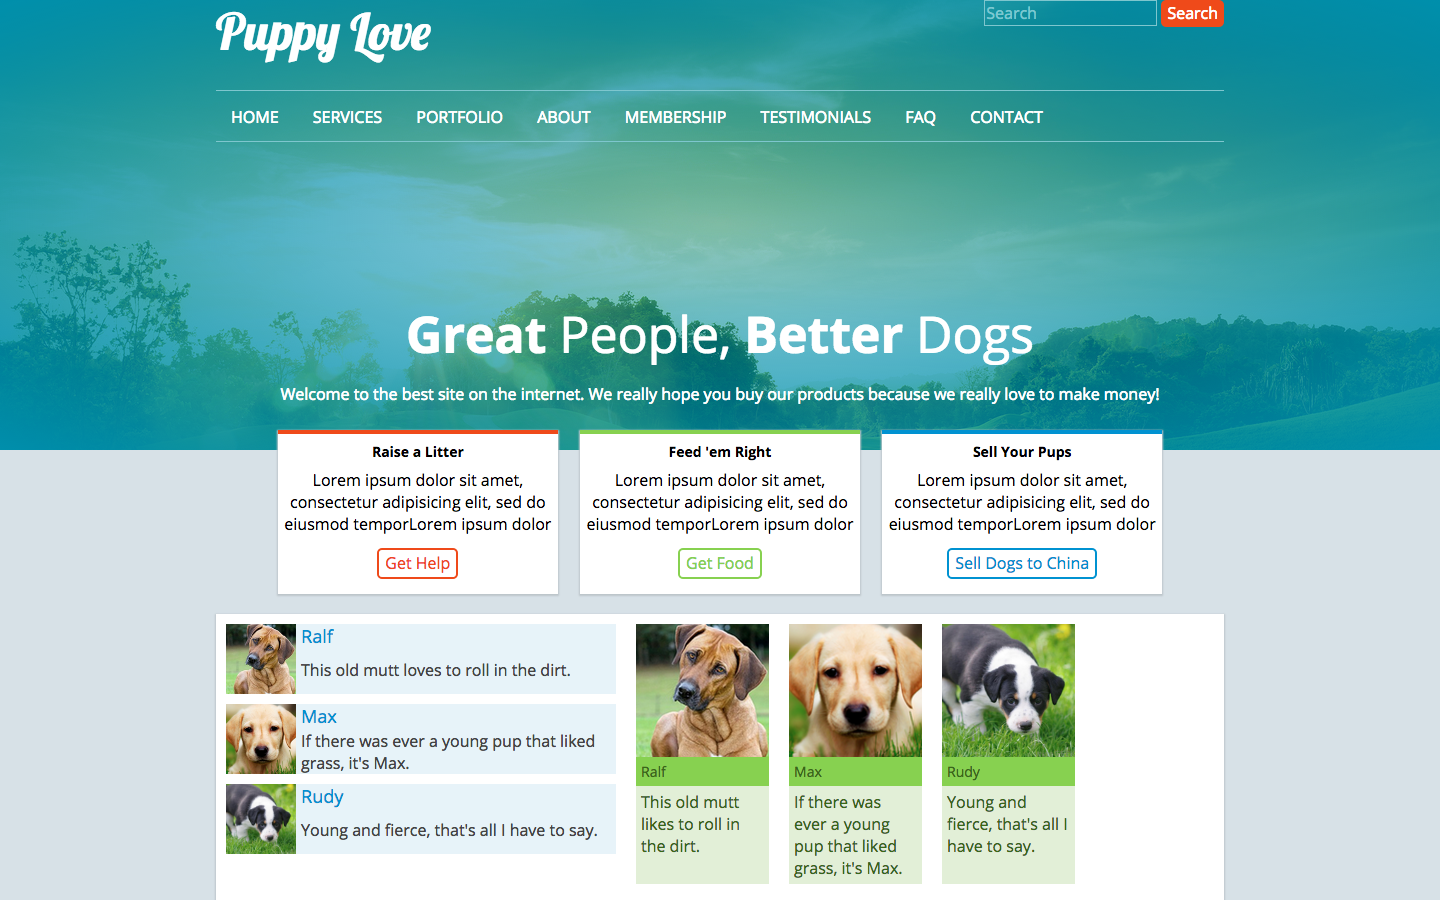 Puppy Love
Search
Search
HOME SERVICES PORTFOLIO ABOUT MEMBERSHIP TESTIMONIALS FAQ CONTACT
Great People, Better Dogs
Welcome to the best site on the internet. We really hope you buy our products because we really love to make money!
Raise a Litter
Lorem ipsum dolor sit amet,
consectetur adipisicing elit, sed do
eiusmod temporLorem ipsum dolor
Get Help
Feed 'em Right
Lorem ipsum dolor sit amet,
consectetur adipisicing elit, sed do
eiusmod temporLorem ipsum dolor
Get Food
Sell Your Pups
Lorem ipsum dolor sit amet,
consectetur adipisicing elit, sed do
eiusmod temporLorem ipsum dolor
Sell Dogs to China
Ralf
This old mutt loves to roll in the dirt.
Max
If there was ever a young pup that liked
grass, it's Max.
Rudy
Young and fierce, that's all I have to say.
Ralf
This old mutt
likes to roll in
the dirt.
Max
If there was
ever a young
pup that liked
grass, it's Max.
Rudy
Young and
fierce, that's all I
have to say.